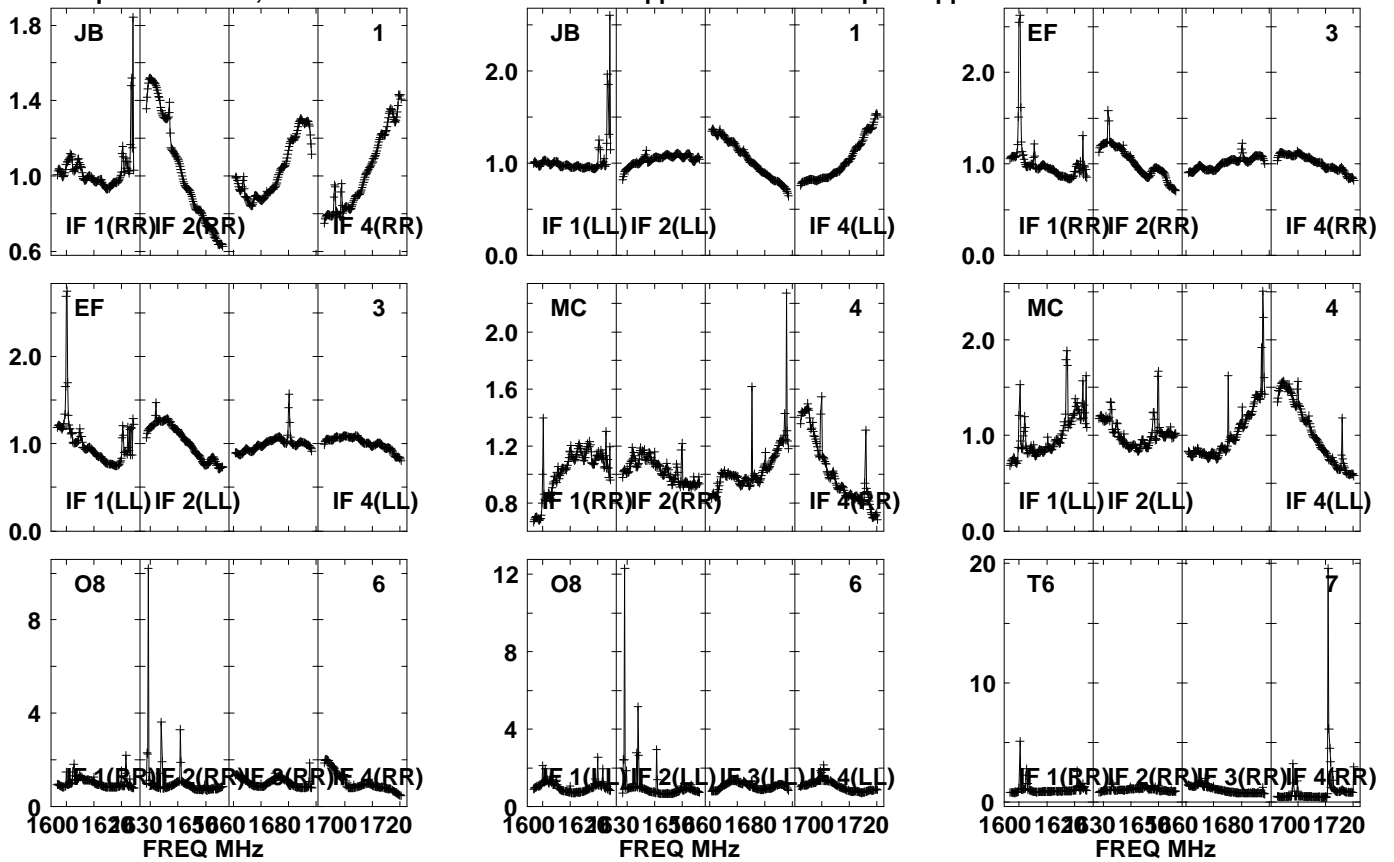 JB 1
1.8
1.4
1.0
0.6
IF 1(RR) IF 2(RR) IF 4(RR)
JB 1
2.0
1.0
0.0
IF 1(LL) IF 2(LL) IF 4(LL)
EF 3
2.0
1.0
0.0
IF 1(RR) IF 2(RR) IF 4(RR)
EF 3
2.0
1.0
0.0
IF 1(LL) IF 2(LL) IF 4(LL)
MC 4
2.0
1.6
1.2
0.8
IF 1(RR) IF 2(RR) IF 4(RR)
MC 4
2.0
1.0
0.0
IF 1(LL) IF 2(LL) IF 4(LL)
O8 6
8
4
0
IF 1(RR) IF 2(RR) IF 3(RR) IF 4(RR)
1600 1620 1630 1650 1660 1680 1700 1720
FREQ MHz
O8 6
12
8
4
0
IF 1(LL) IF 2(LL) IF 3(LL) IF 4(LL)
1600 1620 1630 1650 1660 1680 1700 1720
FREQ MHz
T6 7
20
10
0
IF 1(RR) IF 2(RR) IF 3(RR) IF 4(RR)
1600 1620 1630 1650 1660 1680 1700 1720
FREQ MHz